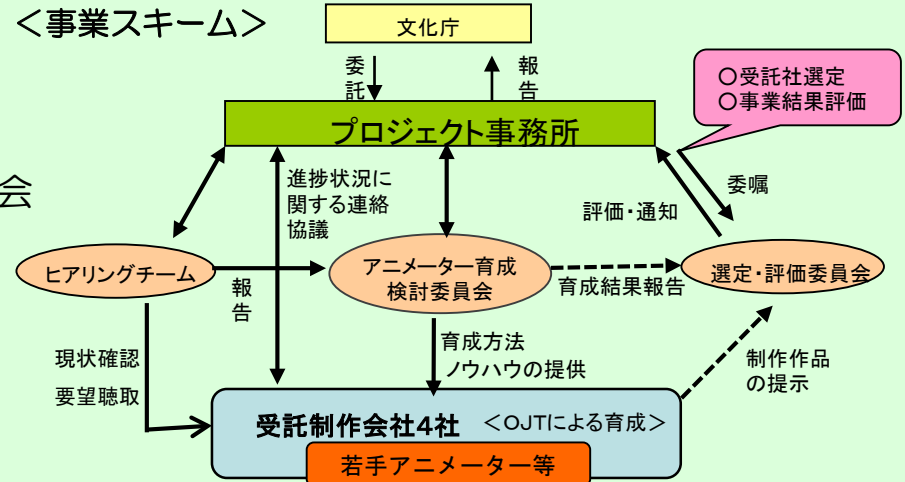 ＜事業スキーム＞
文化庁
委託
報告
○受託社選定
○事業結果評価
プロジェクト事務所
会
進捗状況に
関する連絡
協議
評価・通知
委嘱
ヒアリングチーム
報告
アニメーター育成
検討委員会
育成結果報告
選定・評価委員会
現状確認
要望聴取
育成方法
ノウハウの提供
制作作品
の提示
受託制作会社4社 ＜OJTによる育成＞
若手アニメーター等